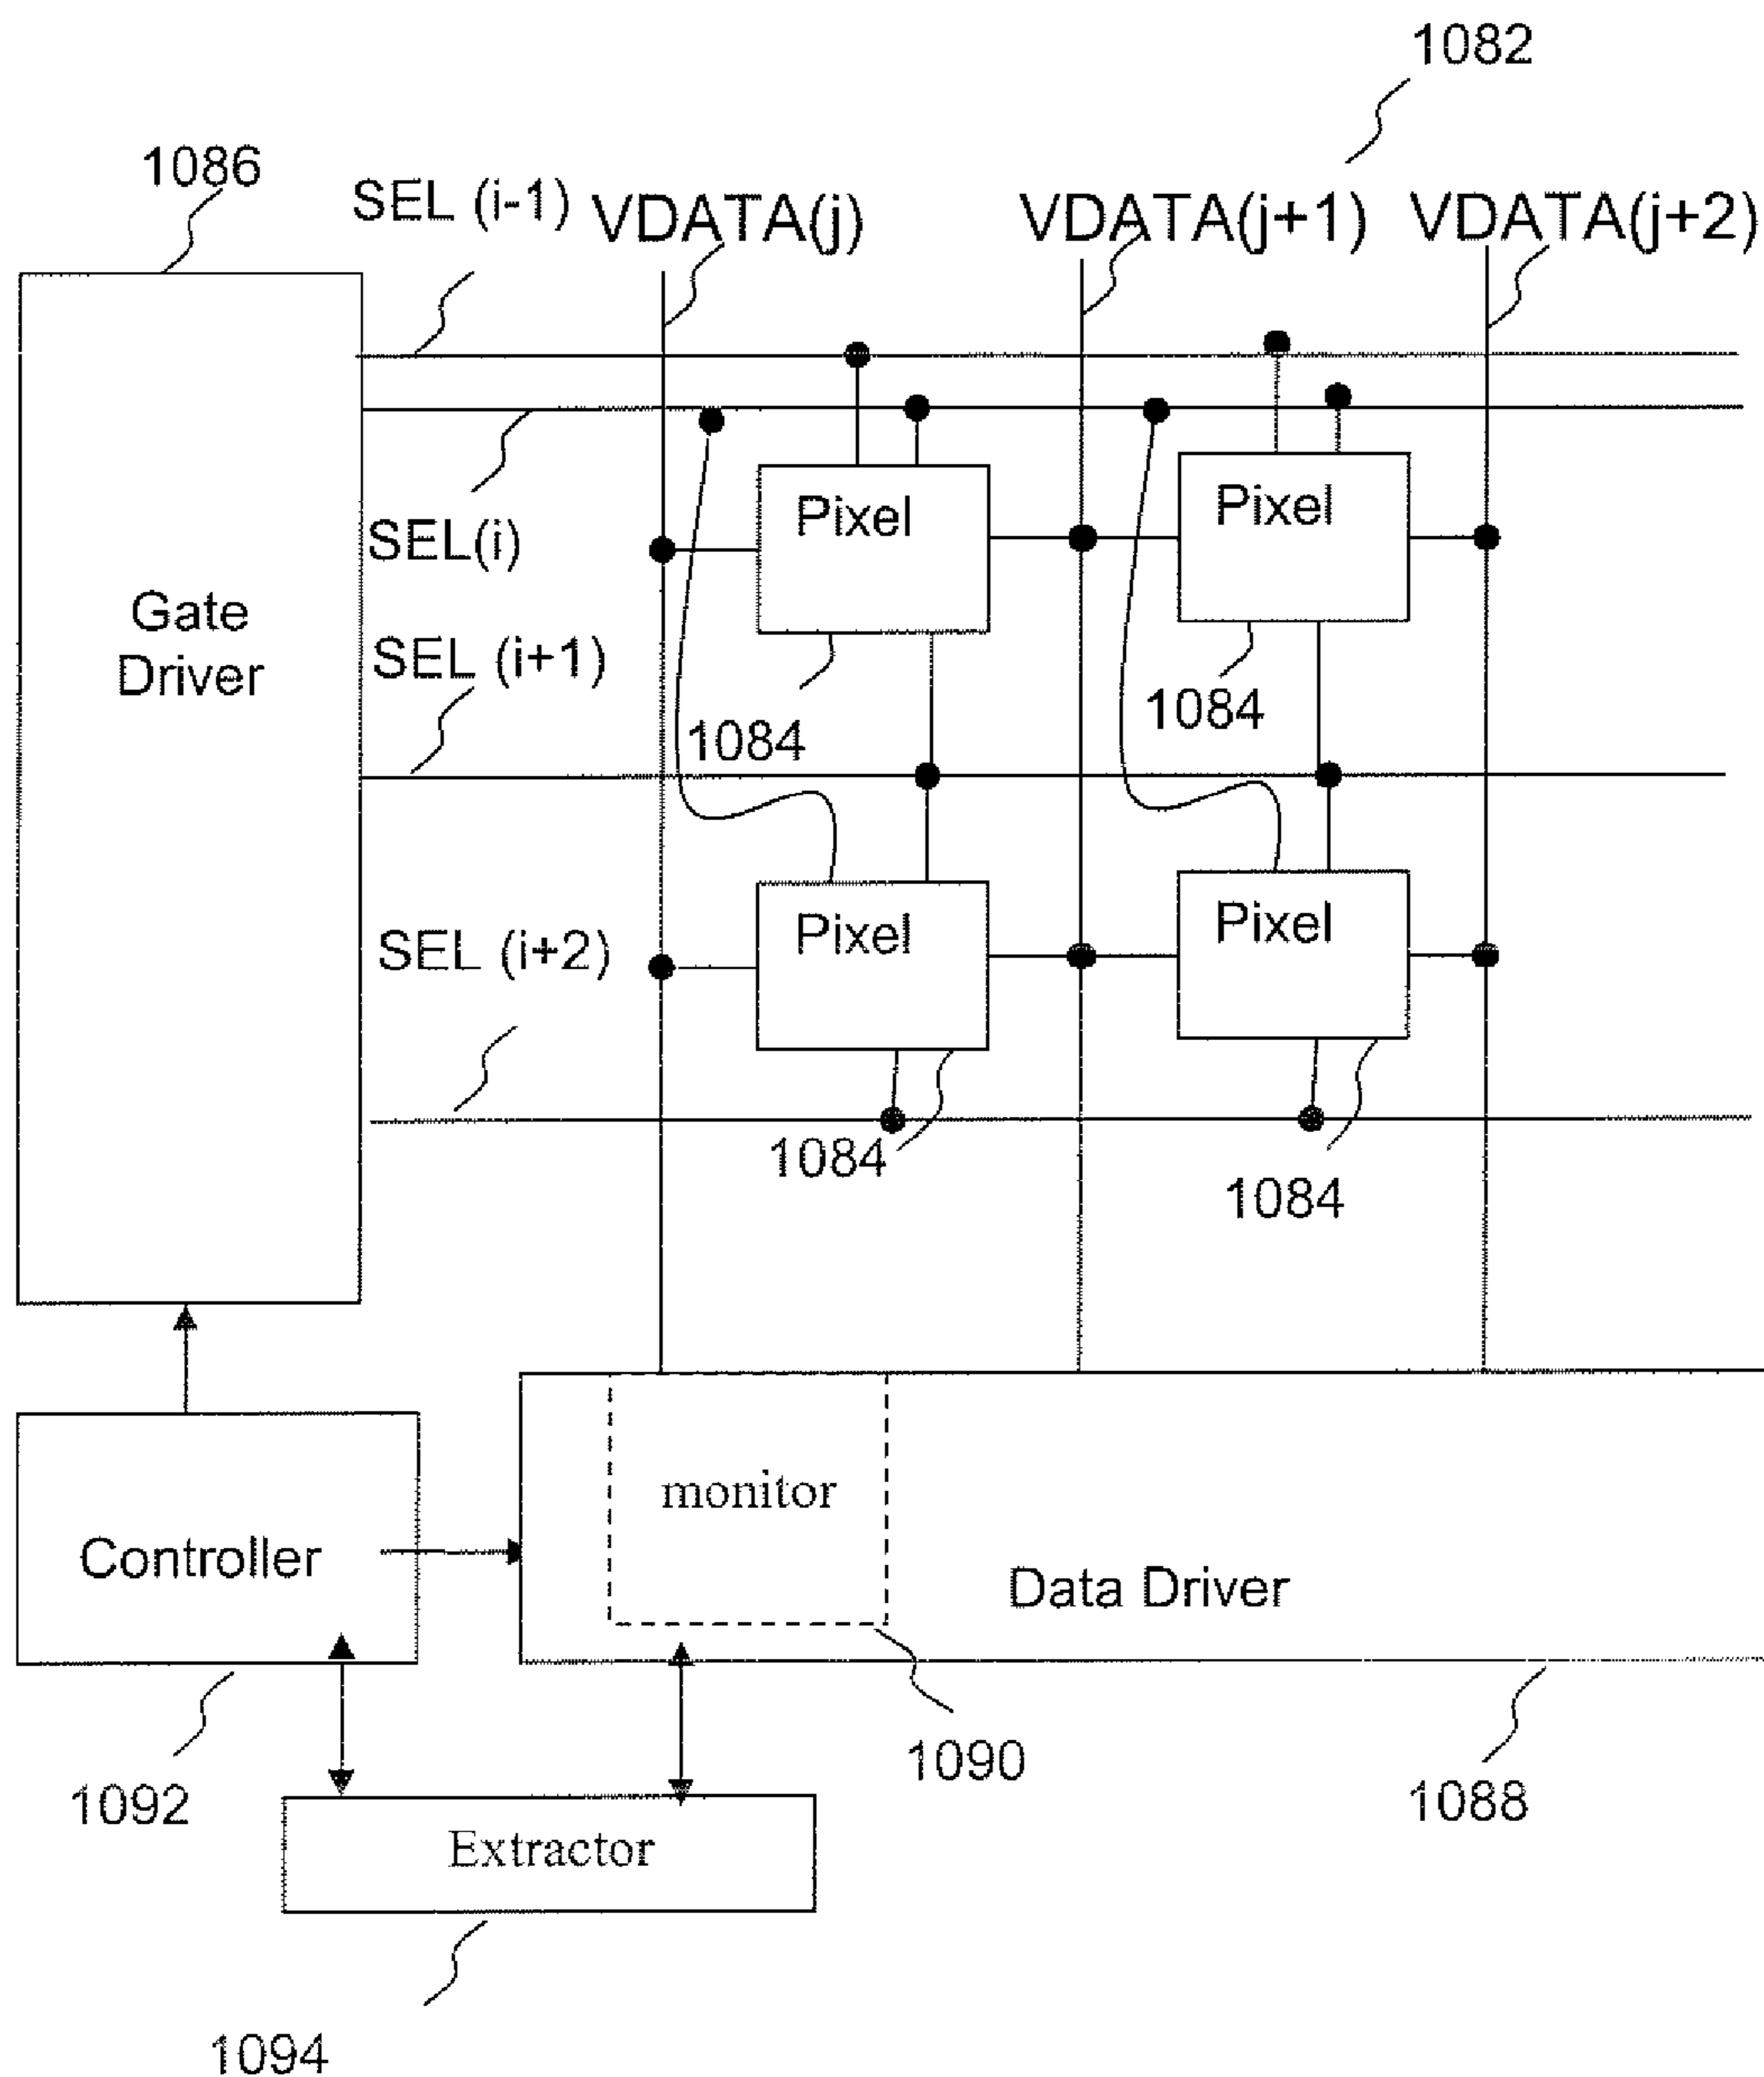 1082
1086
SEL (i-1)
VDATA(j)
VDATA(j+1)
VDATA(j+2)
Pixel
Pixel
SEL(i)
Gate
Driver
SEL (i+1)
1084
1084
Pixel
Pixel
SEL (i+2)
1084
1084
monitor
Controller
Data Driver
1090
1092
1088
Extractor
1094